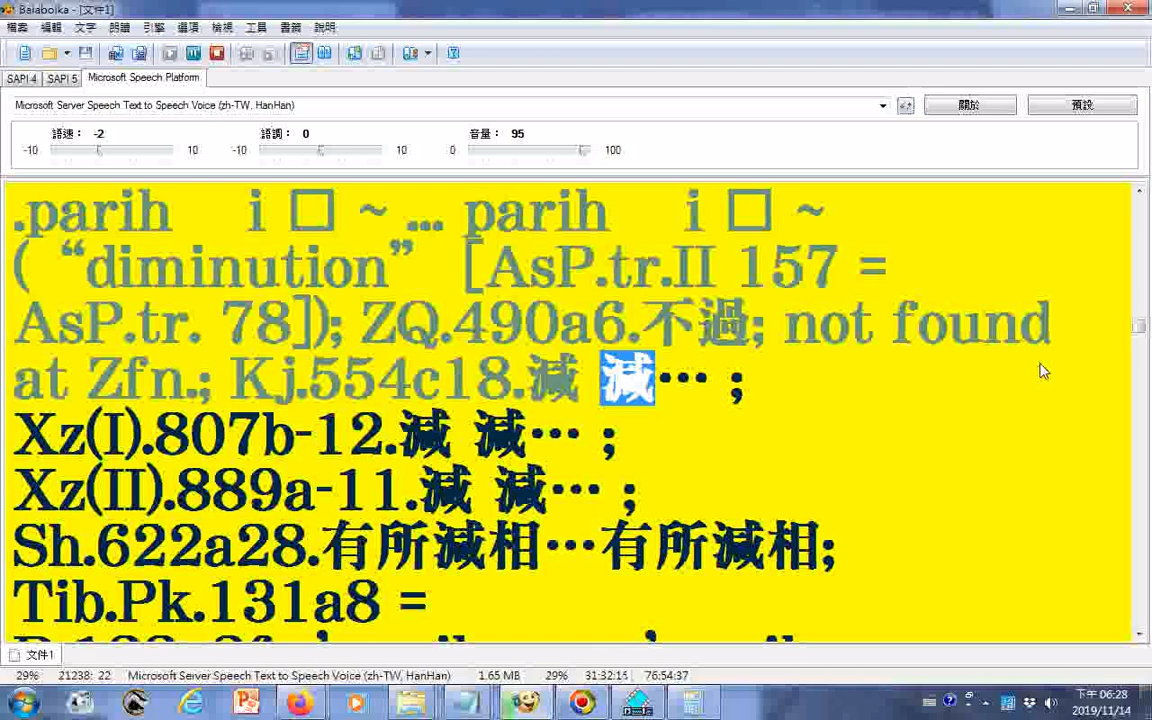 Balabolka - [文件1]
檔案 編輯 文字 朗讀 引擎 選項 檢視 工具 書籤 說明
SAPI 4 SAPI 5 Microsoft Speech Platform
Microsoft Server Speech Text to Speech Voice (zh-TW, HanHan) 關於 預設
語速： -2 語調： 0 音量： 95
-10 10 -10 10 0 100
.parih i □ ~ ... parih i □ ~
( “diminution” [AsP.tr.II 157 =
AsP.tr. 78]); ZQ.490a6.不過; not found
at Zfn.; Kj.554c18.減 減… ;
Xz(I).807b-12.減 減… ;
Xz(II).889a-11.減 減… ;
Sh.622a28.有所減相…有所減相;
Tib.Pk.131a8 =
文件1
29% 21238: 22 Microsoft Server Speech Text to Speech Voice (zh-TW, HanHan) 1.65 MB 29% 31:32:15 76:54:37
下午 06:28
2019/11/14